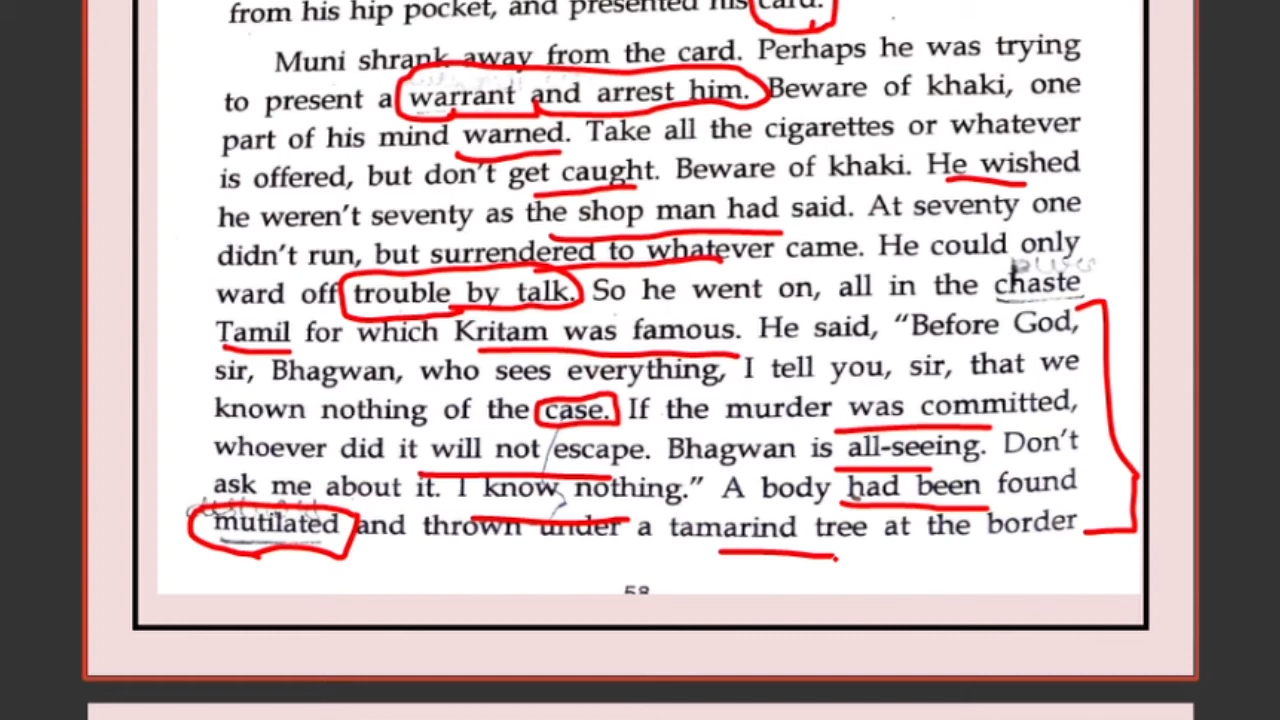 from his hip pocket, and presented his card.
Muni shrank away from the card. Perhaps he was trying
to present a warrant and arrest him. Beware of khaki, one
part of his mind warned. Take all the cigarettes or whatever
is offered, but don't get caught. Beware of khaki. He wished
he weren't seventy as the shop man had said. At seventy one
didn't run, but surrendered to whatever came. He could only
ward off trouble by talk. So he went on, all in the chaste
Tamil for which Kritam was famous. He said, "Before God,
sir, Bhagwan, who sees everything, I tell you, sir, that we
known nothing of the case. If the murder was committed,
whoever did it will not escape. Bhagwan is all-seeing. Don't
ask me about it. I know nothing." A body had been found
mutilated and thrown under a tamarind tree at the border
58